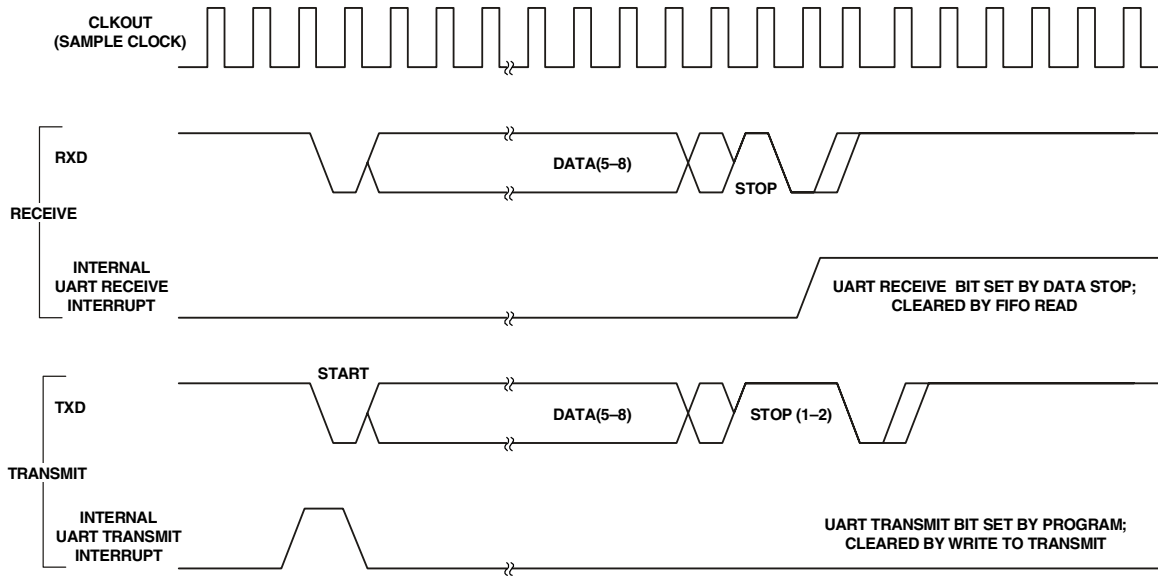 CLKOUT
(SAMPLE CLOCK)
RXD
DATA(5–8)
STOP
RECEIVE
INTERNAL
UART RECEIVE
INTERRUPT
UART RECEIVE BIT SET BY DATA STOP;
CLEARED BY FIFO READ
START
TXD
DATA(5–8)
STOP (1–2)
TRANSMIT
INTERNAL
UART TRANSMIT
INTERRUPT
UART TRANSMIT BIT SET BY PROGRAM;
CLEARED BY WRITE TO TRANSMIT